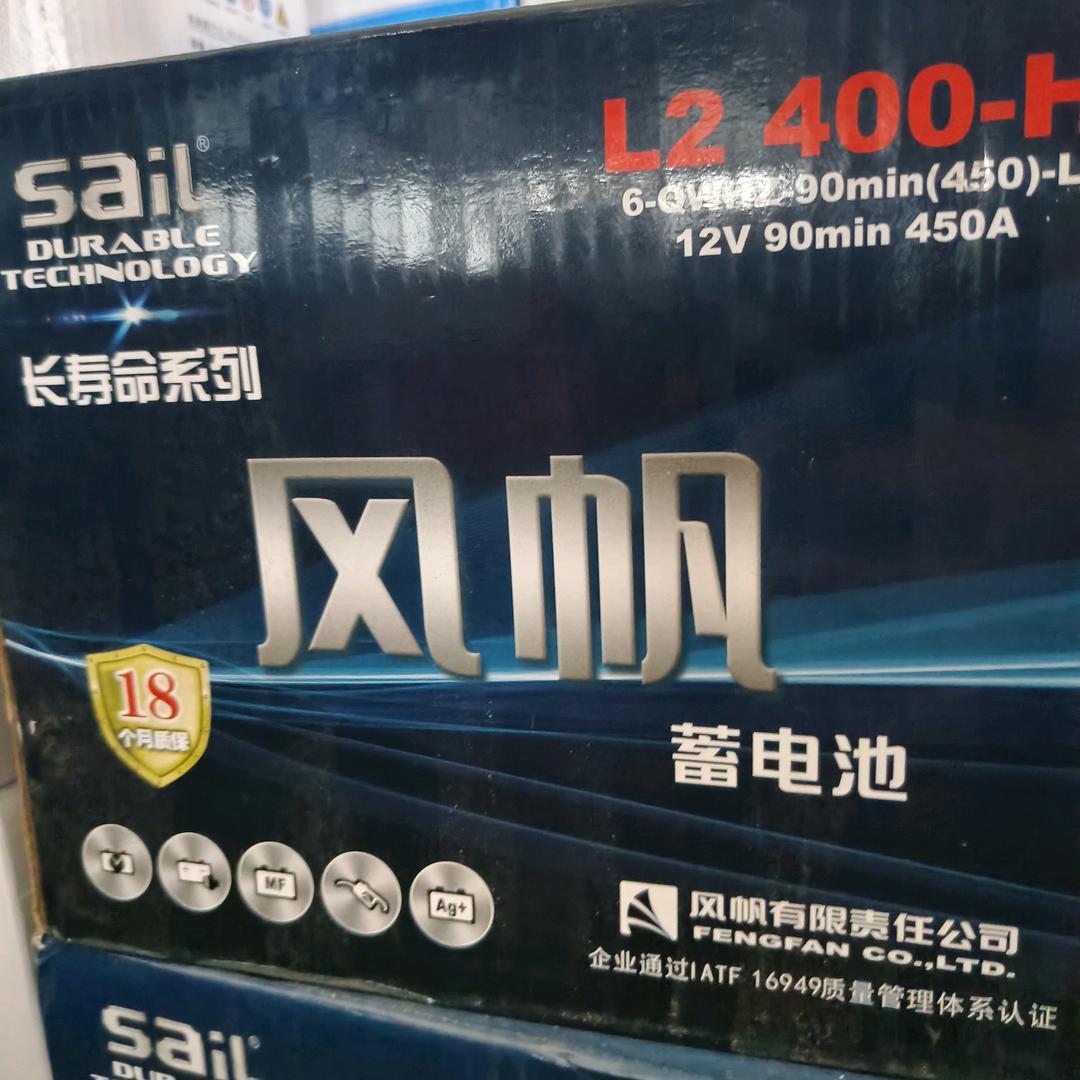 sail®
DURABLE
TECHNOLOGY
长寿命系列
L2 400-H
90min(450)-L
12V 90min 450A
风帆
蓄电池
18
个月质保
MF
Ag+
风帆有限责任公司
FENGFAN CO.,LTD.
企业通过IATF 16949质量管理体系认证
sail